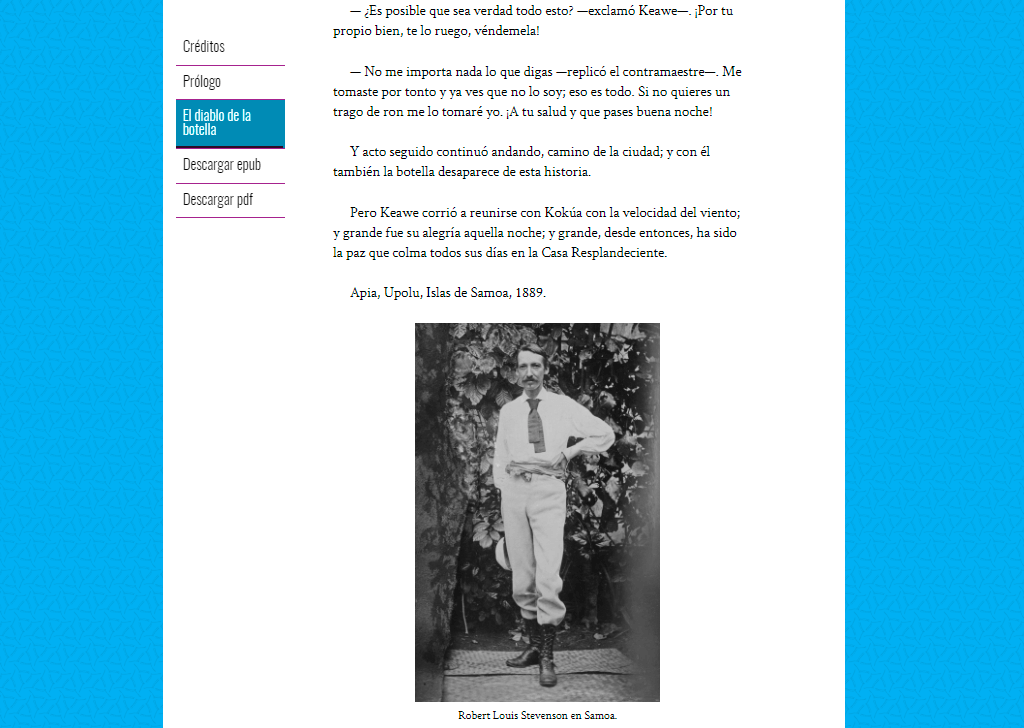 Créditos
Prólogo
El diablo de la
botella
Descargar epub
Descargar pdf
— ¿Es posible que sea verdad todo esto? —exclamó Keawe—. ¡Por tu
propio bien, te lo ruego, véndemela!
— No me importa nada lo que digas —replicó el contramaestre—. Me
tomaste por tonto y ya ves que no lo soy; eso es todo. Si no quieres un
trago de ron me lo tomaré yo. ¡A tu salud y que pases buena noche!
Y acto seguido continuó andando, camino de la ciudad; y con él
también la botella desaparece de esta historia.
Pero Keawe corrió a reunirse con Kokúa con la velocidad del viento;
y grande fue su alegría aquella noche; y grande, desde entonces, ha sido
la paz que colma todos sus días en la Casa Resplandeciente.
Apia, Upolu, Islas de Samoa, 1889.
Robert Louis Stevenson en Samoa.